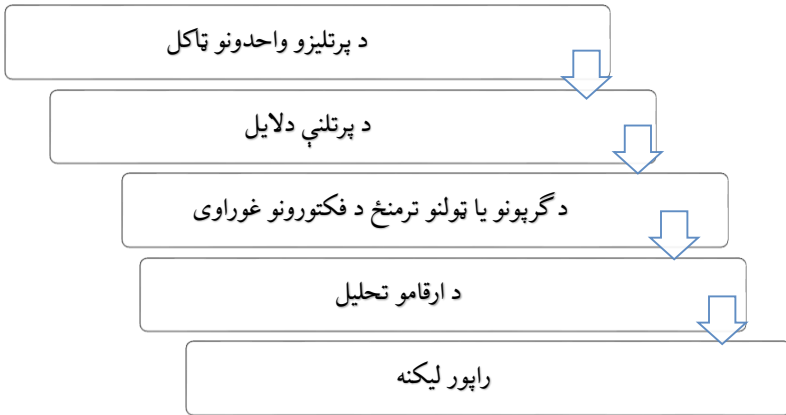 د پرتلیزو واحدونو ټاکل
د پرتلنې دلایل
د گرپونو یا ټولنو ترمنځ د فکتورونو غوراوی
د ارقامو تحلیل
راپور لیکنه